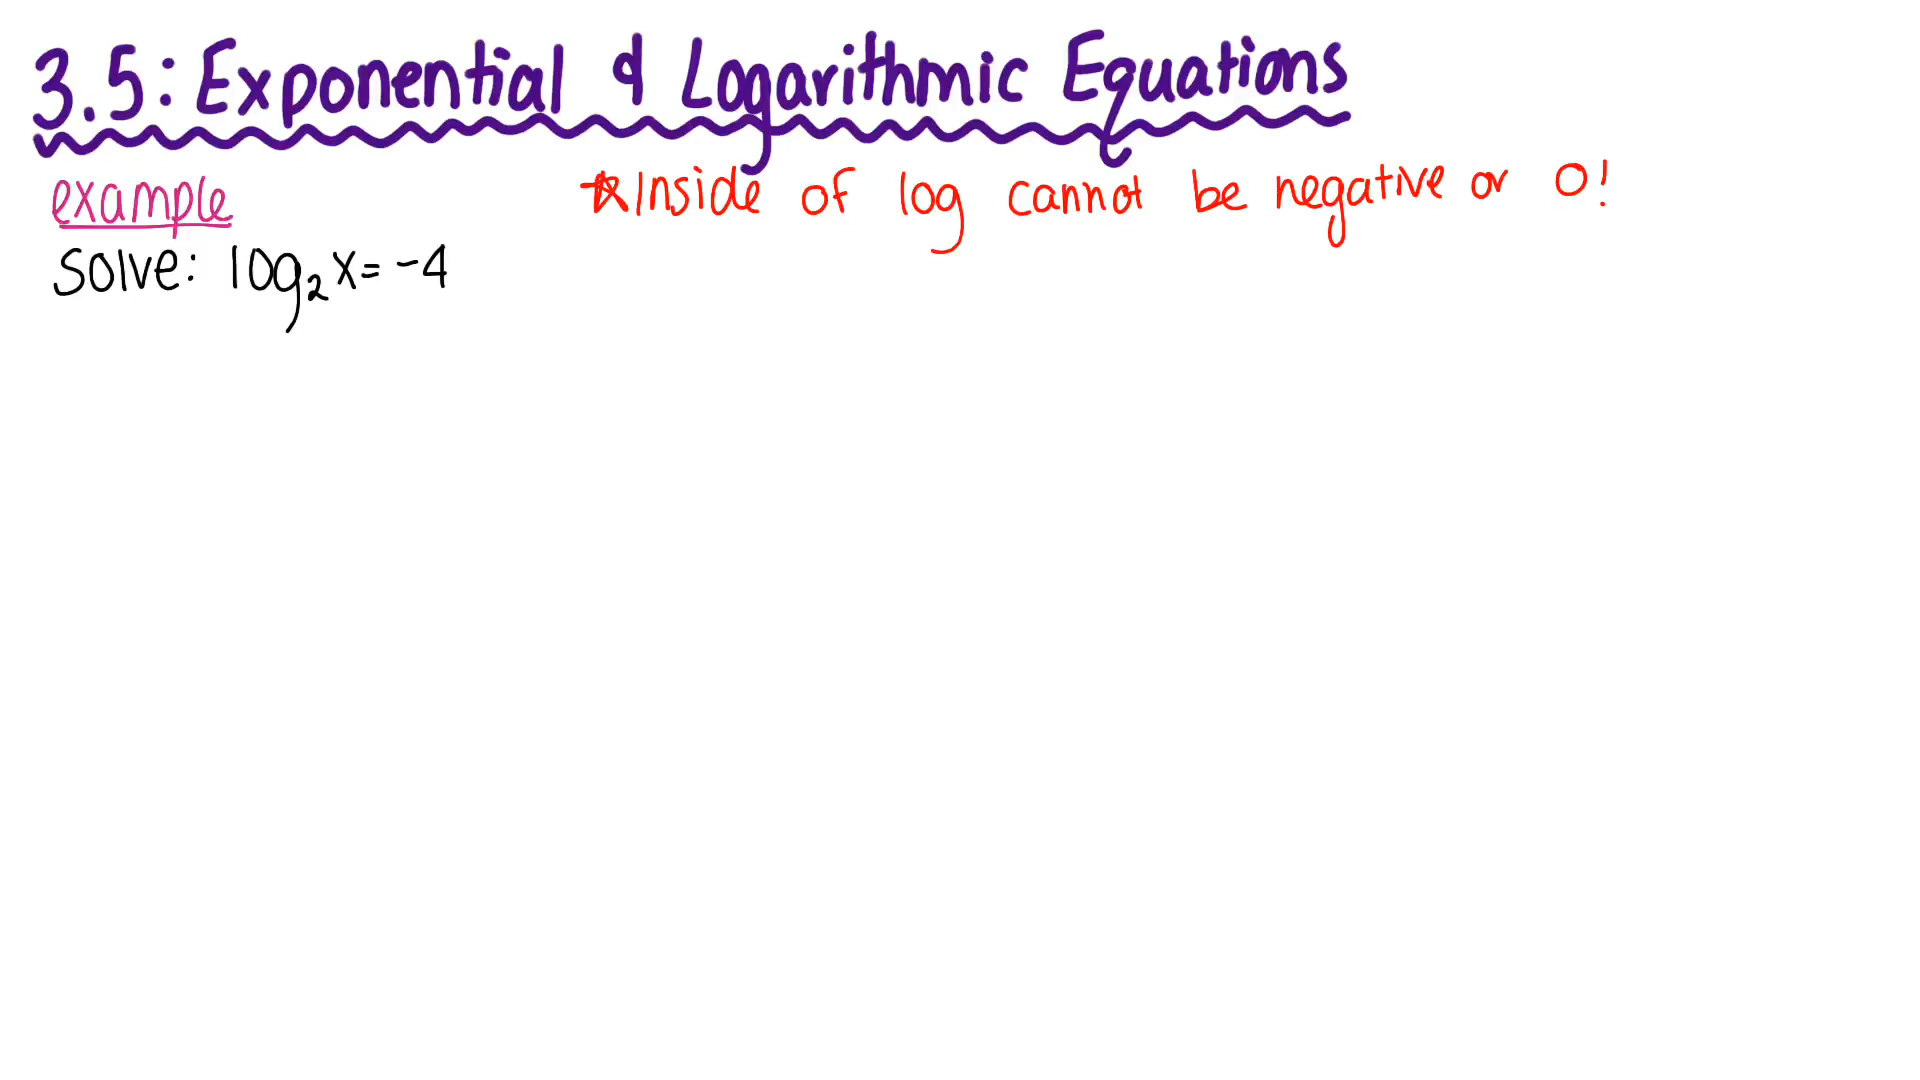 3.5: Exponential & Logarithmic Equations
example
☆Inside of log cannot be negative or 0!
Solve: log₂x = -4